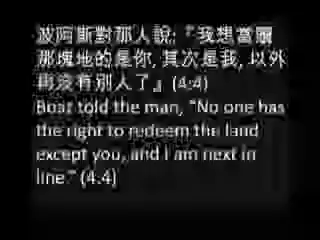 波阿斯對那人說:『我想當贖
那塊地的是你, 其次是我, 以外
再沒有別人了』(4:4)
Boaz told the man, "No one has
the right to redeem the land
except you, and I am next in
line." (4:4)